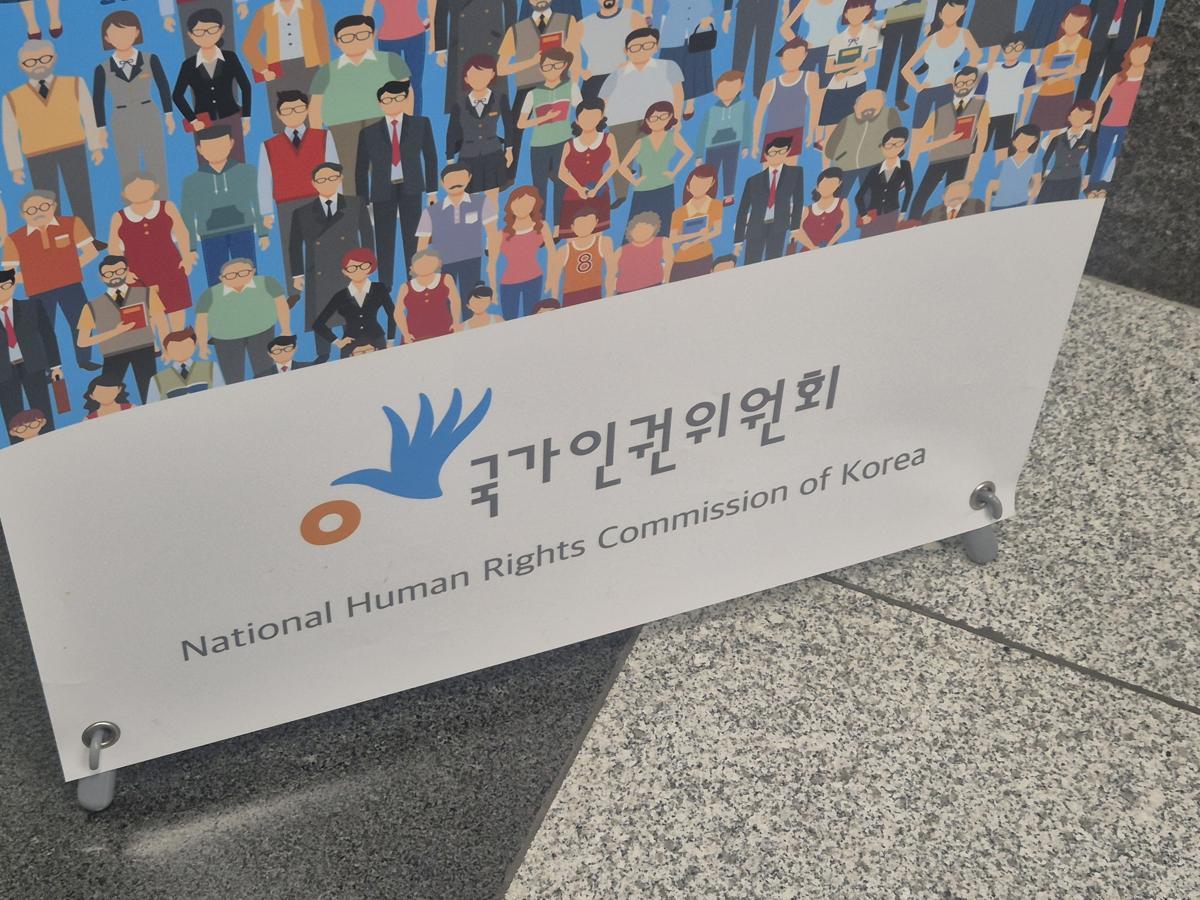 8
국가인권위원회
National Human Rights Commission of Korea